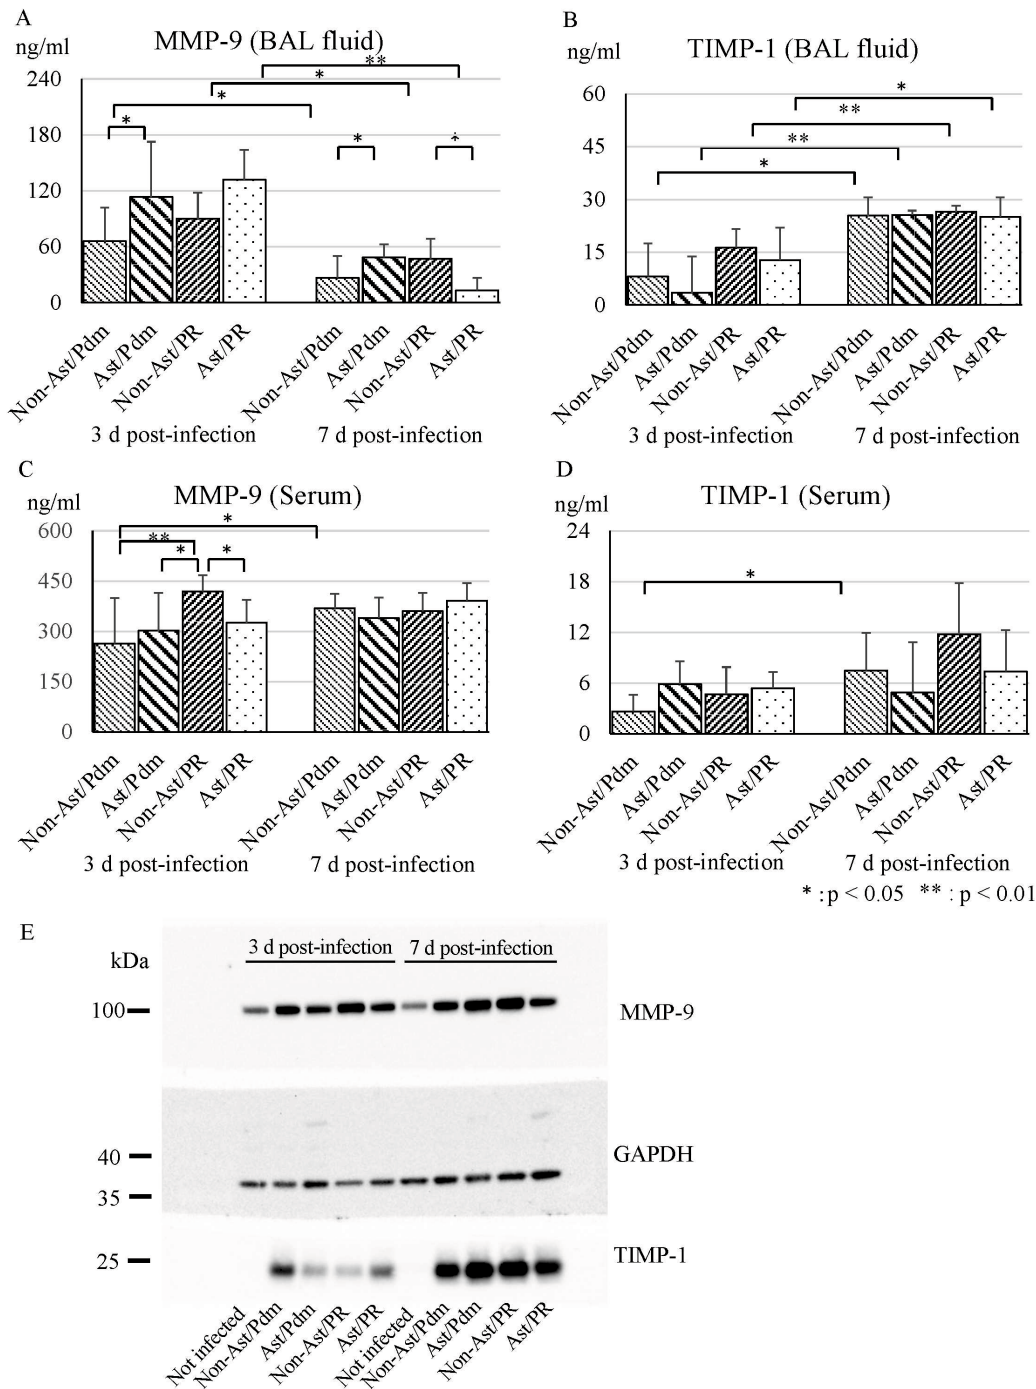 A
MMP-9 (BAL fluid)
ng/ml
240
180
120
60
0
**
*
*
*
*
*
Non-Ast/Pdm
Ast/Pdm
Non-Ast/PR
Ast/PR
Non-Ast/Pdm
Ast/Pdm
Non-Ast/PR
Ast/PR
3 d post-infection
7 d post-infection
B
TIMP-1 (BAL fluid)
ng/ml
60
45
30
15
0
*
**
**
*
Non-Ast/Pdm
Ast/Pdm
Non-Ast/PR
Ast/PR
Non-Ast/Pdm
Ast/Pdm
Non-Ast/PR
Ast/PR
3 d post-infection
7 d post-infection
C
MMP-9 (Serum)
ng/ml
600
450
300
150
0
*
**
*
*
Non-Ast/Pdm
Ast/Pdm
Non-Ast/PR
Ast/PR
Non-Ast/Pdm
Ast/Pdm
Non-Ast/PR
Ast/PR
3 d post-infection
7 d post-infection
D
TIMP-1 (Serum)
ng/ml
24
18
12
6
0
*
Non-Ast/Pdm
Ast/Pdm
Non-Ast/PR
Ast/PR
Non-Ast/Pdm
Ast/Pdm
Non-Ast/PR
Ast/PR
3 d post-infection
7 d post-infection
* : p < 0.05 ** : p < 0.01
E
3 d post-infection
7 d post-infection
kDa
100
MMP-9
40
GAPDH
35
25
TIMP-1
Not infected
Non-Ast/Pdm
Ast/Pdm
Non-Ast/PR
Ast/PR
Not infected
Non-Ast/Pdm
Ast/Pdm
Non-Ast/PR
Ast/PR